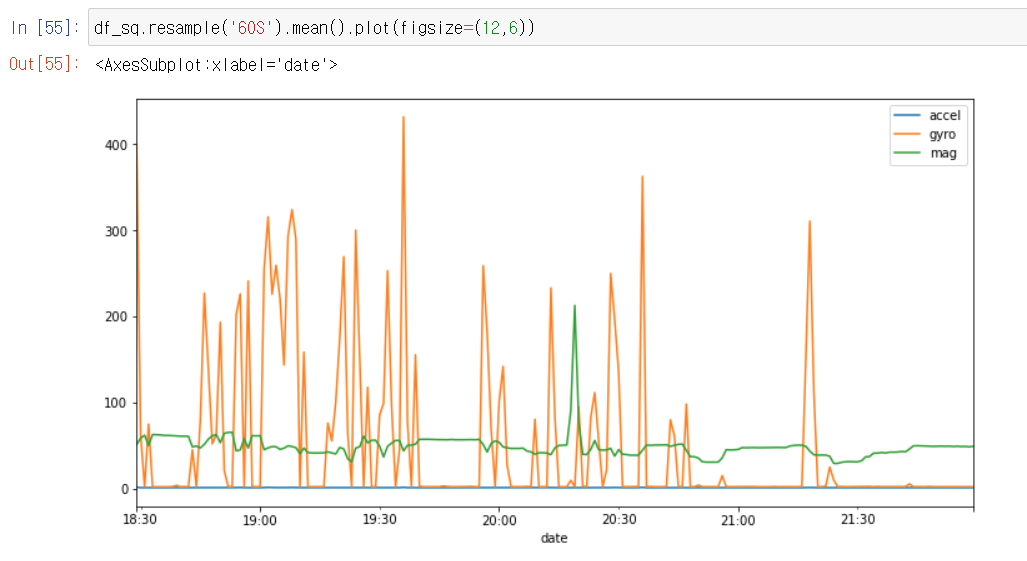 In [55]: df_sq.resample('60S').mean().plot(figsize=(12,6))
Out[55]: <AxesSubplot:xlabel='date'>
accel
gyro
mag
400
300
200
100
0
18:30 19:00 19:30 20:00 20:30 21:00 21:30
date